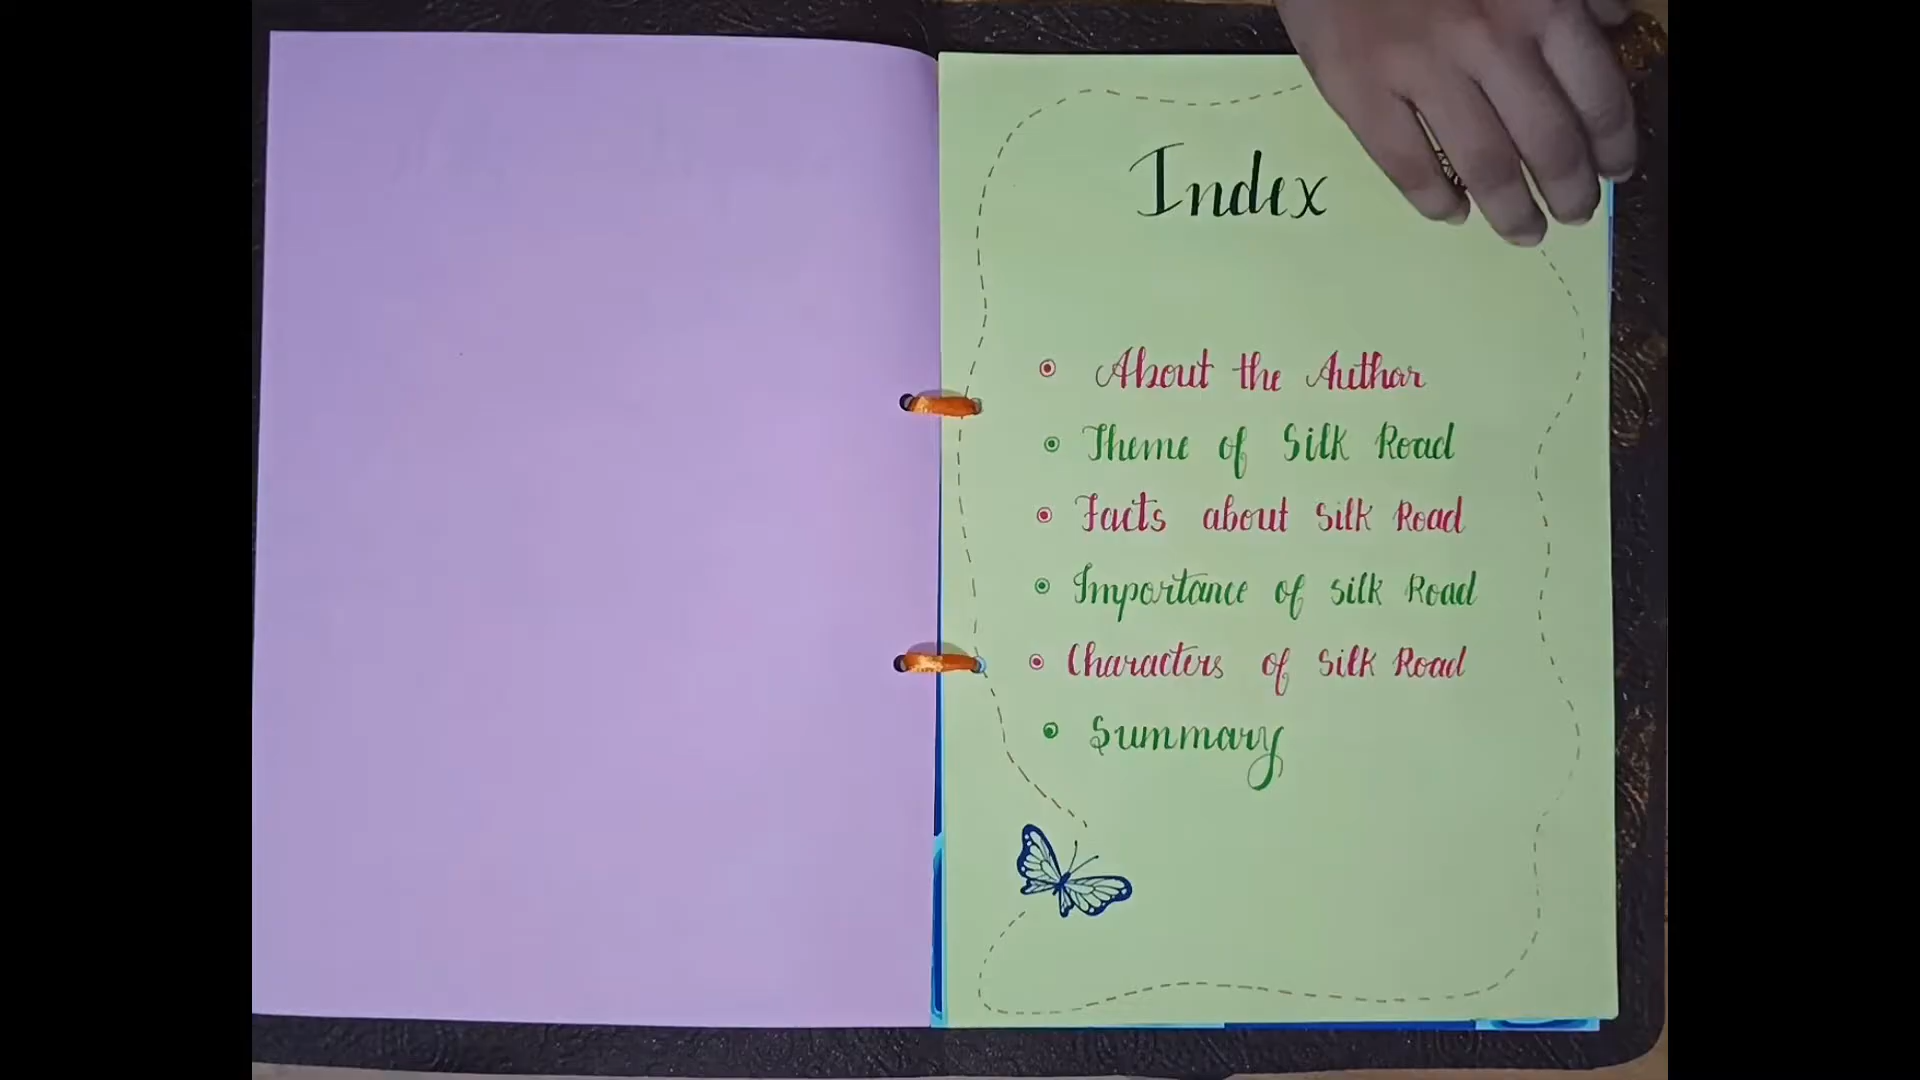 Index
About the Author
Theme of Silk Road
Facts about Silk Road
Importance of Silk Road
Characters of Silk Road
Summary